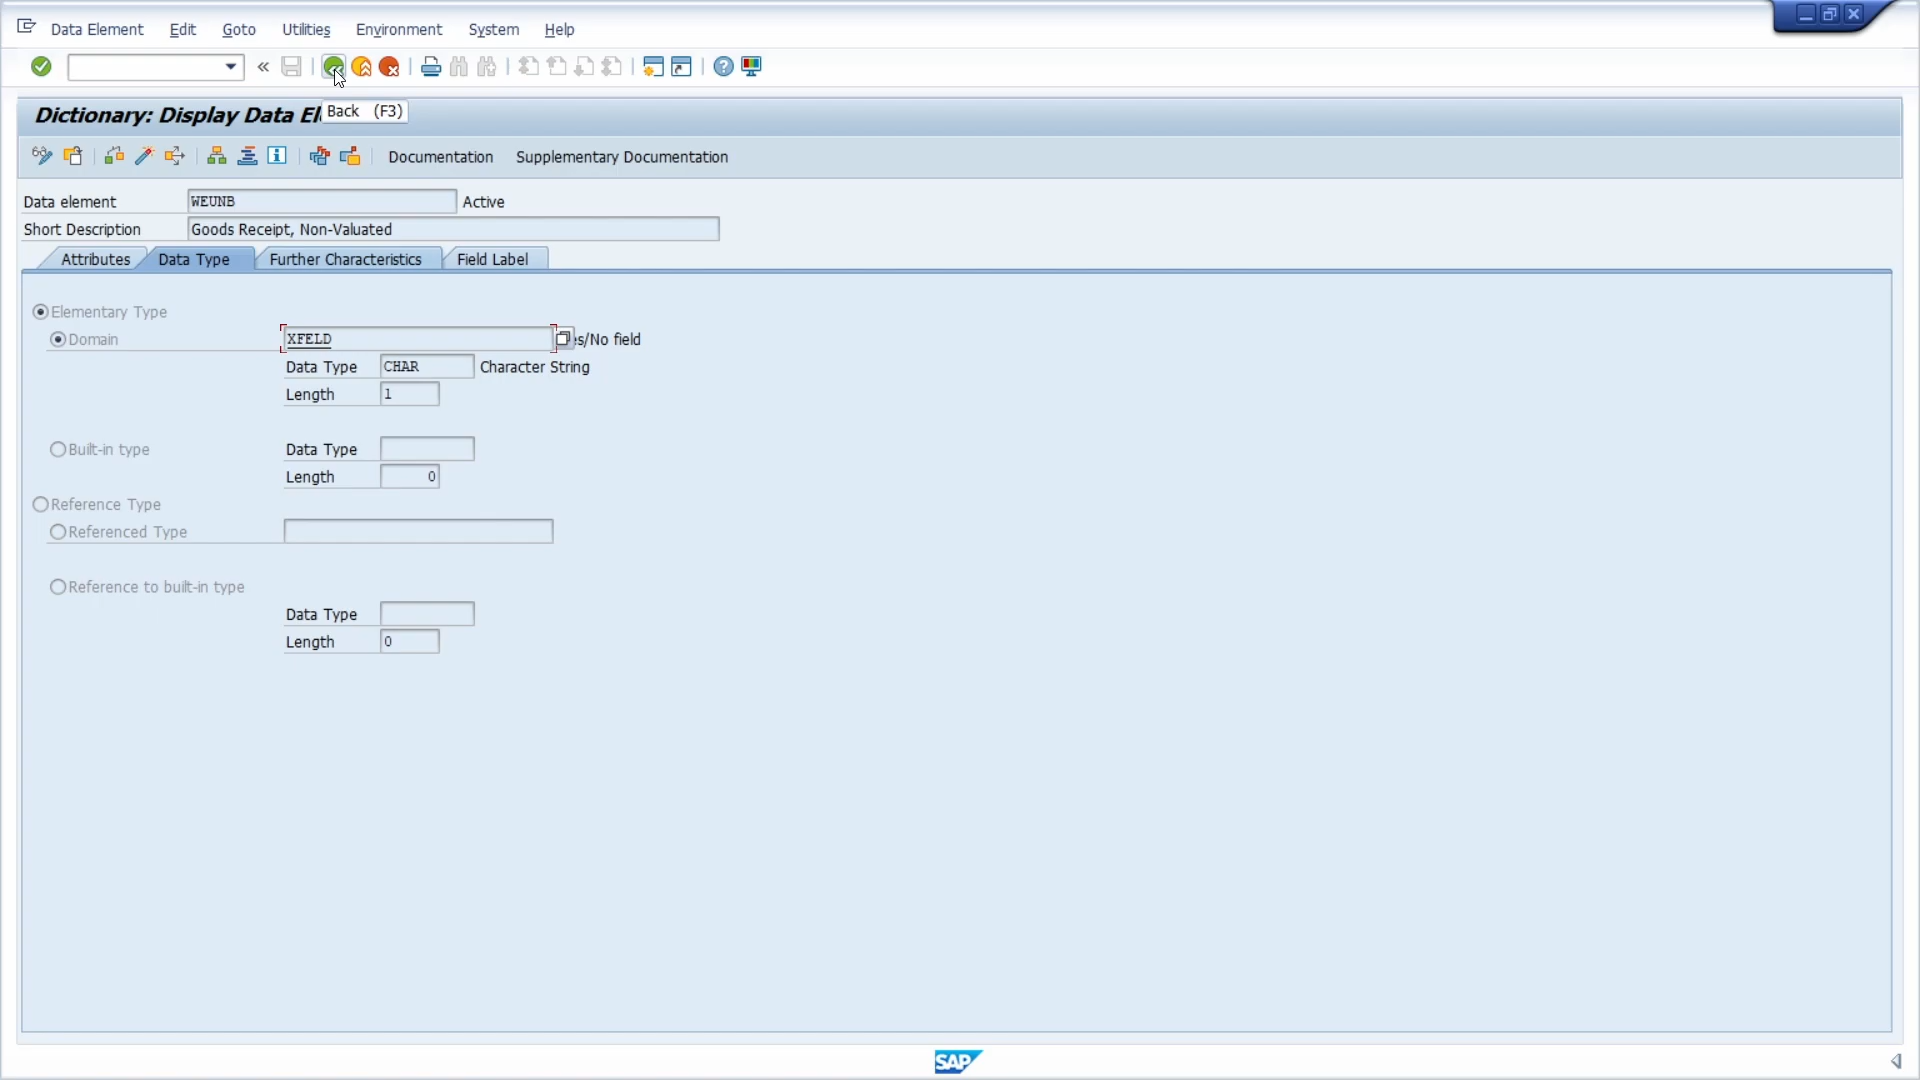 Data Element Edit Goto Utilities Environment System Help
Dictionary: Display Data El
Back (F3)
Documentation Supplementary Documentation
Data element WEUNB Active
Short Description Goods Receipt, Non-Valuated
Attributes Data Type Further Characteristics Field Label
Elementary Type
Domain XFELD es/No field
Data Type CHAR Character String
Length 1
Built-in type Data Type
Length 0
Reference Type
Referenced Type
Reference to built-in type
Data Type
Length 0
SAP